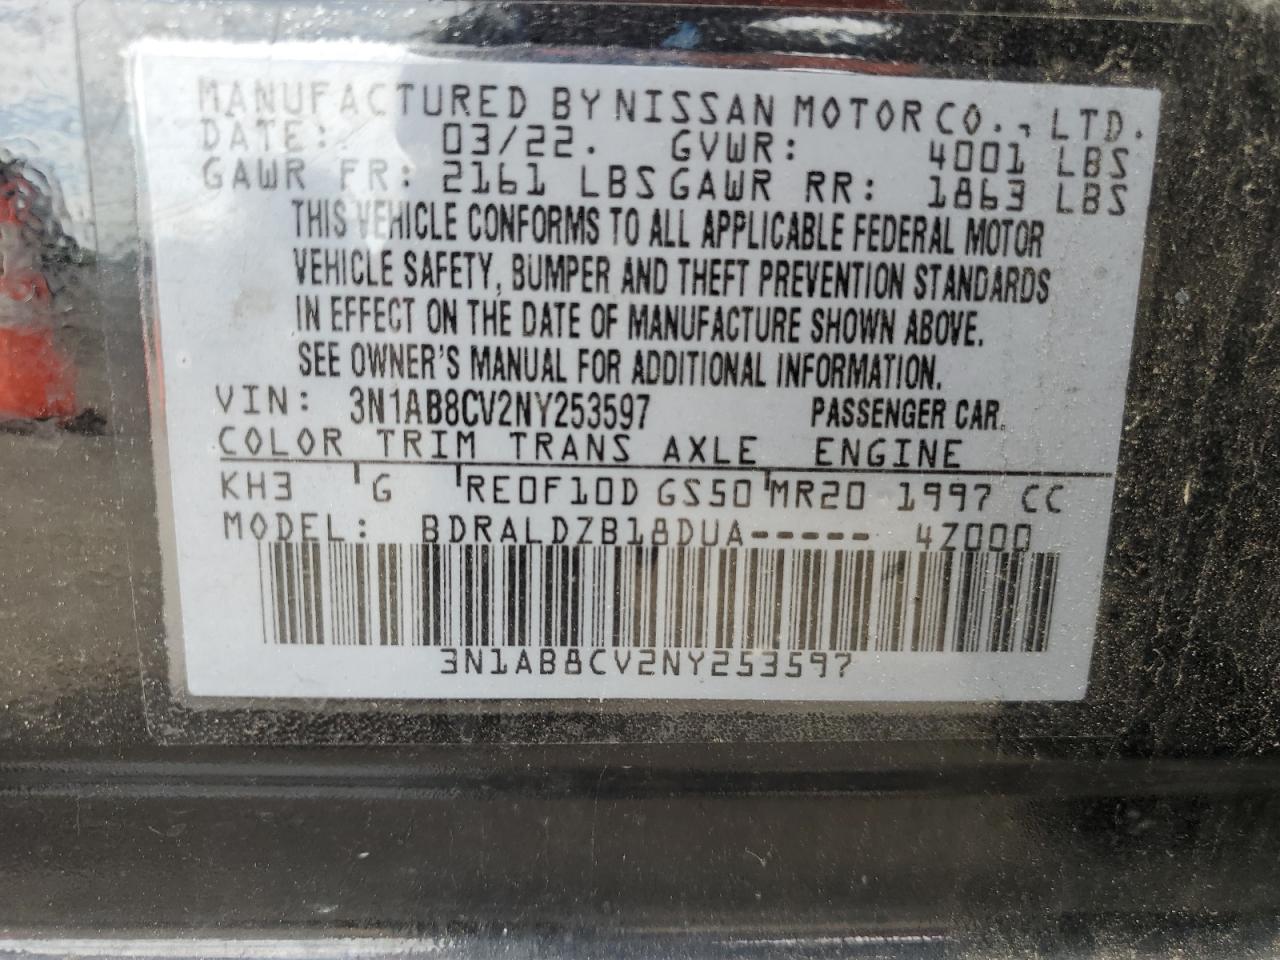 MANUFACTURED BY NISSAN MOTOR CO., LTD.
DATE: 03/22. GVWR: 4001 LBS
GAWR FR: 2161 LBS GAWR RR: 1863 LBS
THIS VEHICLE CONFORMS TO ALL APPLICABLE FEDERAL MOTOR
VEHICLE SAFETY, BUMPER AND THEFT PREVENTION STANDARDS
IN EFFECT ON THE DATE OF MANUFACTURE SHOWN ABOVE.
SEE OWNER'S MANUAL FOR ADDITIONAL INFORMATION.
VIN: 3N1AB8CV2NY253597 PASSENGER CAR.
COLOR TRIM TRANS AXLE ENGINE
KH3 G RE0F10D GS50 MR20 1997 CC
MODEL: BDRALDZB18DUA----- 4Z000
3N1AB8CV2NY253597